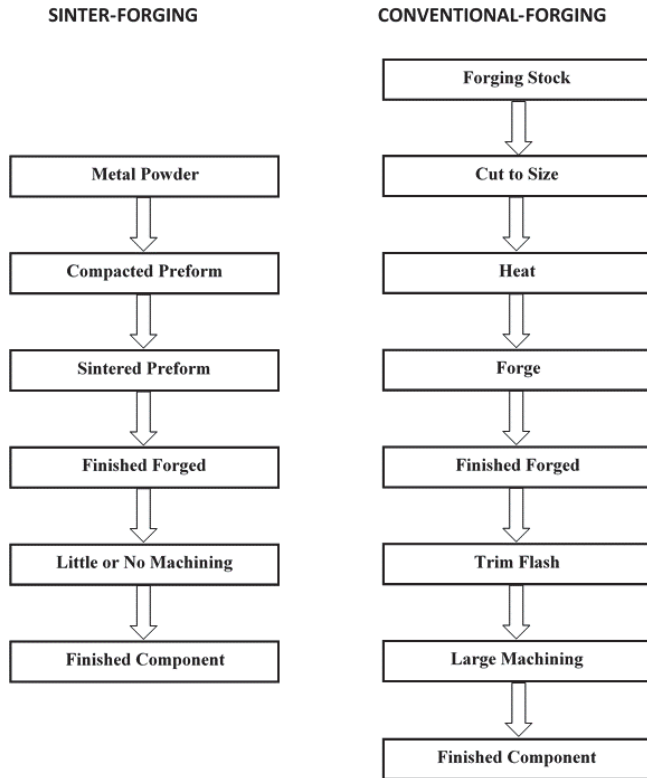 SINTER-FORGING
Metal Powder
Compacted Preform
Sintered Preform
Finished Forged
Little or No Machining
Finished Component
CONVENTIONAL-FORGING
Forging Stock
Cut to Size
Heat
Forge
Finished Forged
Trim Flash
Large Machining
Finished Component